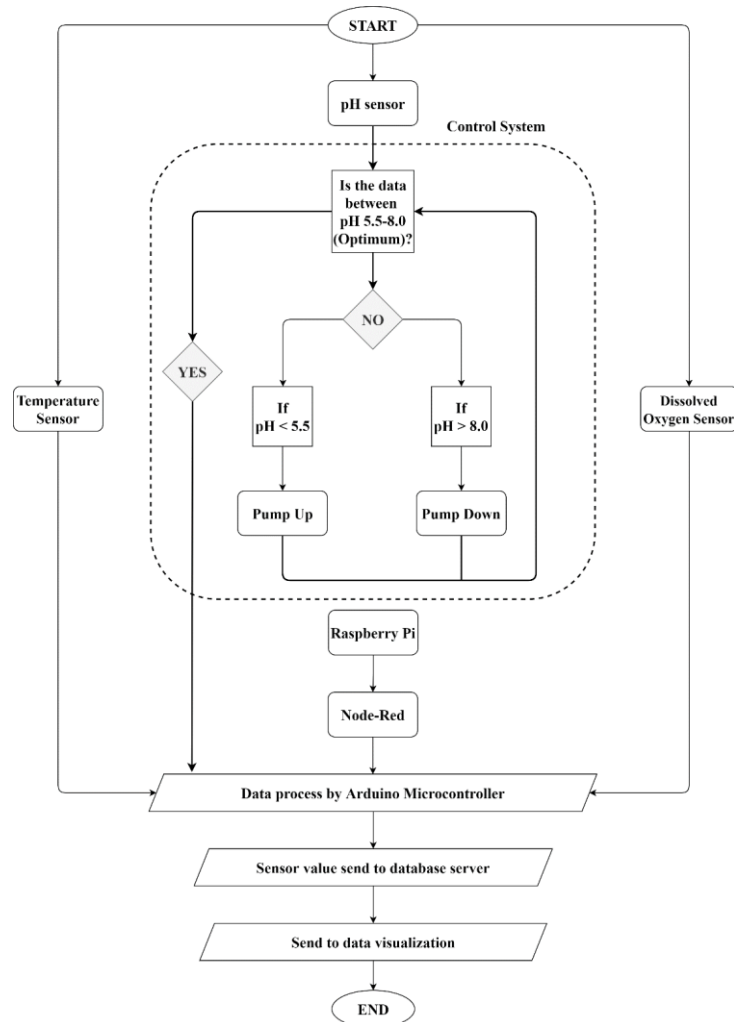 START
pH sensor
Control System
Is the data
between
pH 5.5-8.0
(Optimum)?
NO
YES
Temperature
Sensor
If
pH < 5.5
If
pH > 8.0
Dissolved
Oxygen Sensor
Pump Up
Pump Down
Raspberry Pi
Node-Red
Data process by Arduino Microcontroller
Sensor value send to database server
Send to data visualization
END